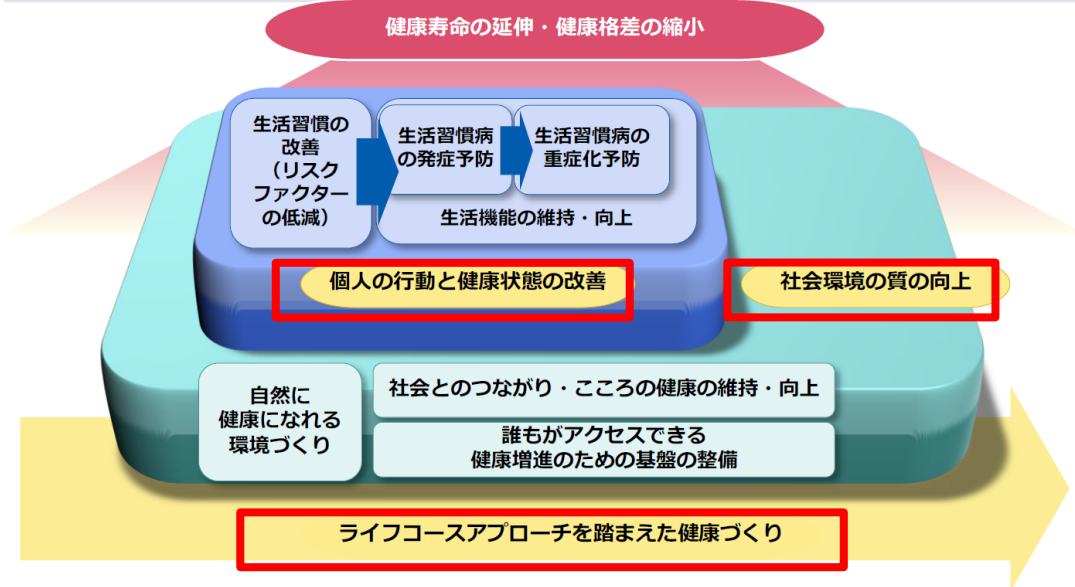 健康寿命の延伸・健康格差の縮小
生活習慣の
改善
（リスク
ファクター
の低減）
生活習慣病
の発症予防
生活習慣病の
重症化予防
生活機能の維持・向上
個人の行動と健康状態の改善
社会環境の質の向上
自然に
健康になれる
環境づくり
社会とのつながり・こころの健康の維持・向上
誰もがアクセスできる
健康増進のための基盤の整備
ライフコースアプローチを踏まえた健康づくり